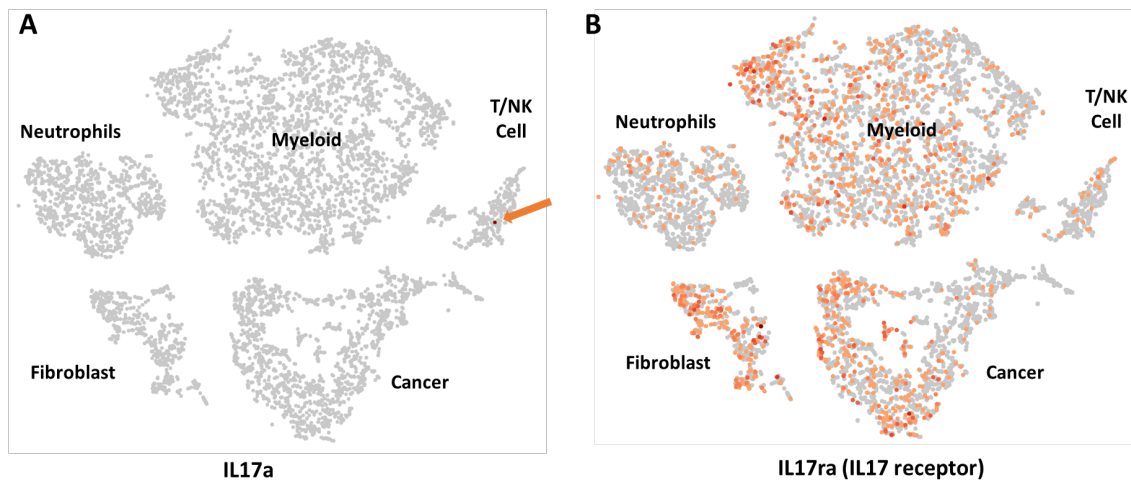 A
Neutrophils
Myeloid
T/NK
Cell
Fibroblast
Cancer
IL17a
B
Neutrophils
Myeloid
T/NK
Cell
Fibroblast
Cancer
IL17ra (IL17 receptor)